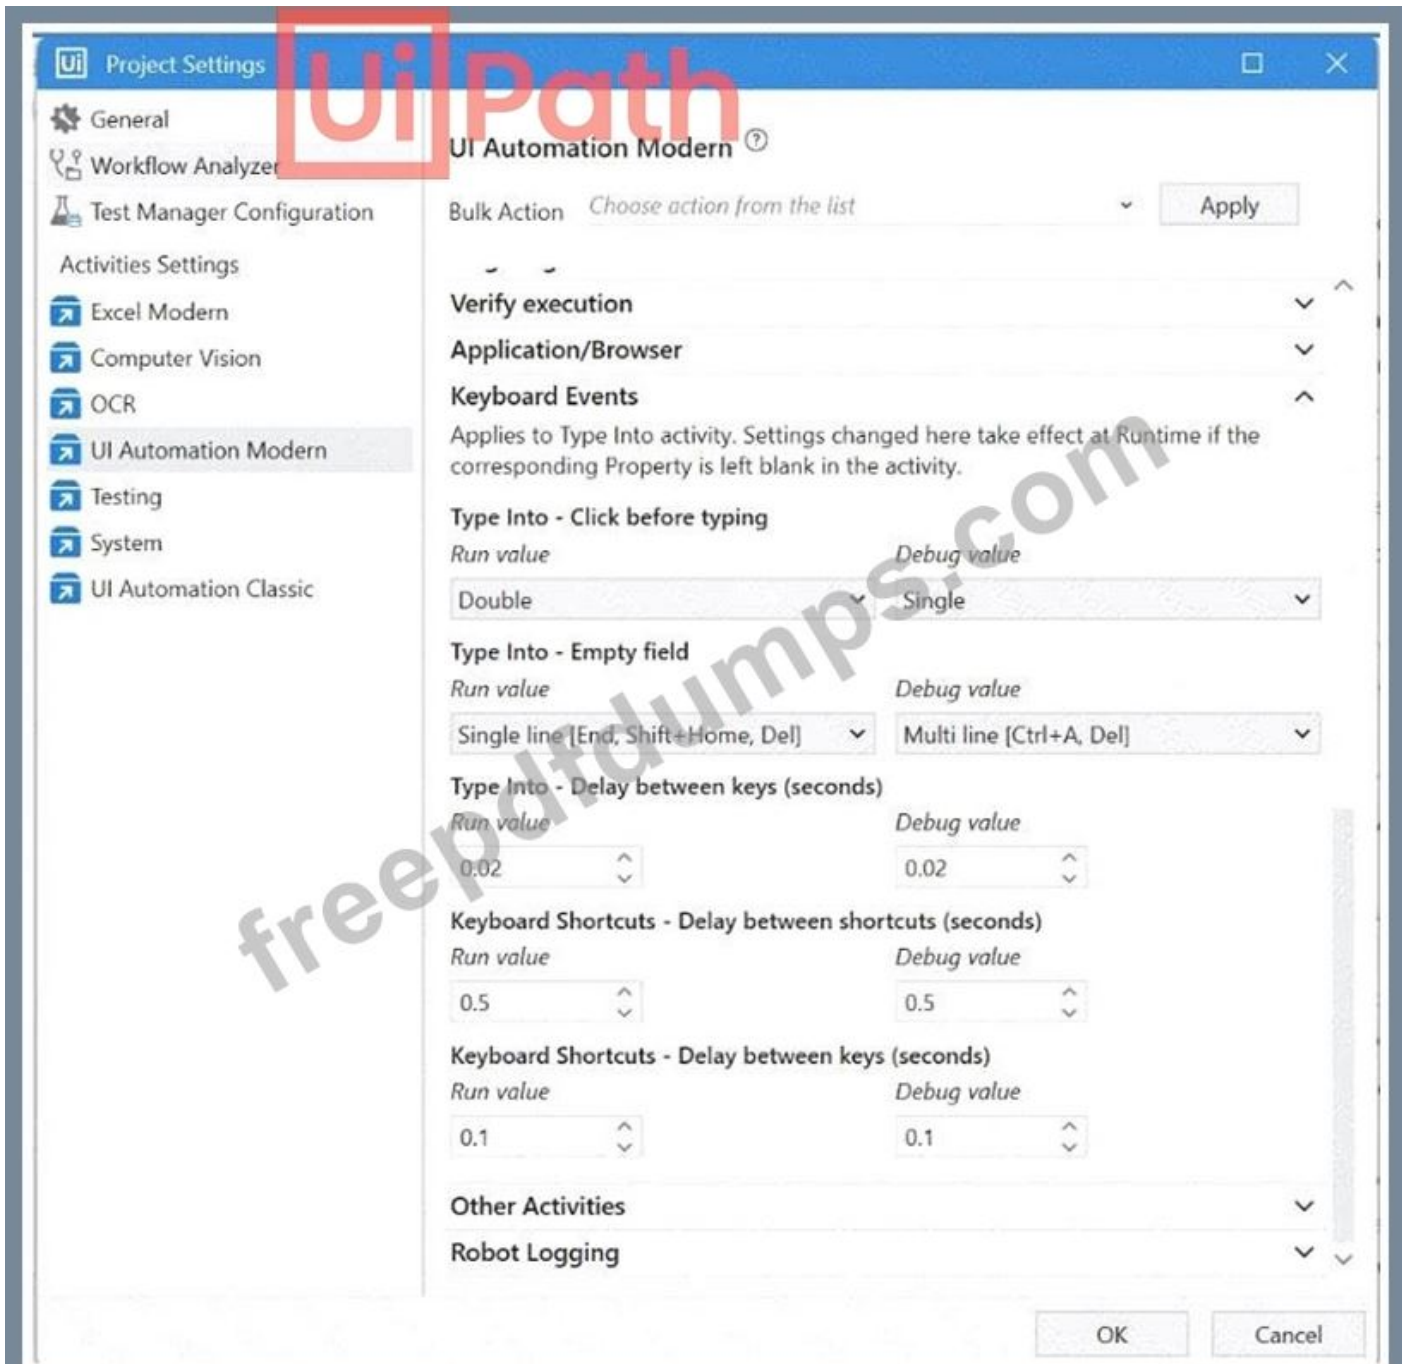 Ui Project Settings
UiPath
General
Workflow Analyzer
Test Manager Configuration
Activities Settings
Excel Modern
Computer Vision
OCR
UI Automation Modern
Testing
System
UI Automation Classic
UI Automation Modern ?
Bulk Action Choose action from the list Apply
Verify execution
Application/Browser
Keyboard Events
Applies to Type Into activity. Settings changed here take effect at Runtime if the
corresponding Property is left blank in the activity.
Type Into - Click before typing
Run value Debug value
Double Single
Type Into - Empty field
Run value Debug value
Single line [End, Shift+Home, Del] Multi line [Ctrl+A, Del]
Type Into - Delay between keys (seconds)
Run value Debug value
0.02 0.02
Keyboard Shortcuts - Delay between shortcuts (seconds)
Run value Debug value
0.5 0.5
Keyboard Shortcuts - Delay between keys (seconds)
Run value Debug value
0.1 0.1
Other Activities
Robot Logging
OK Cancel
freepdfdumps.com